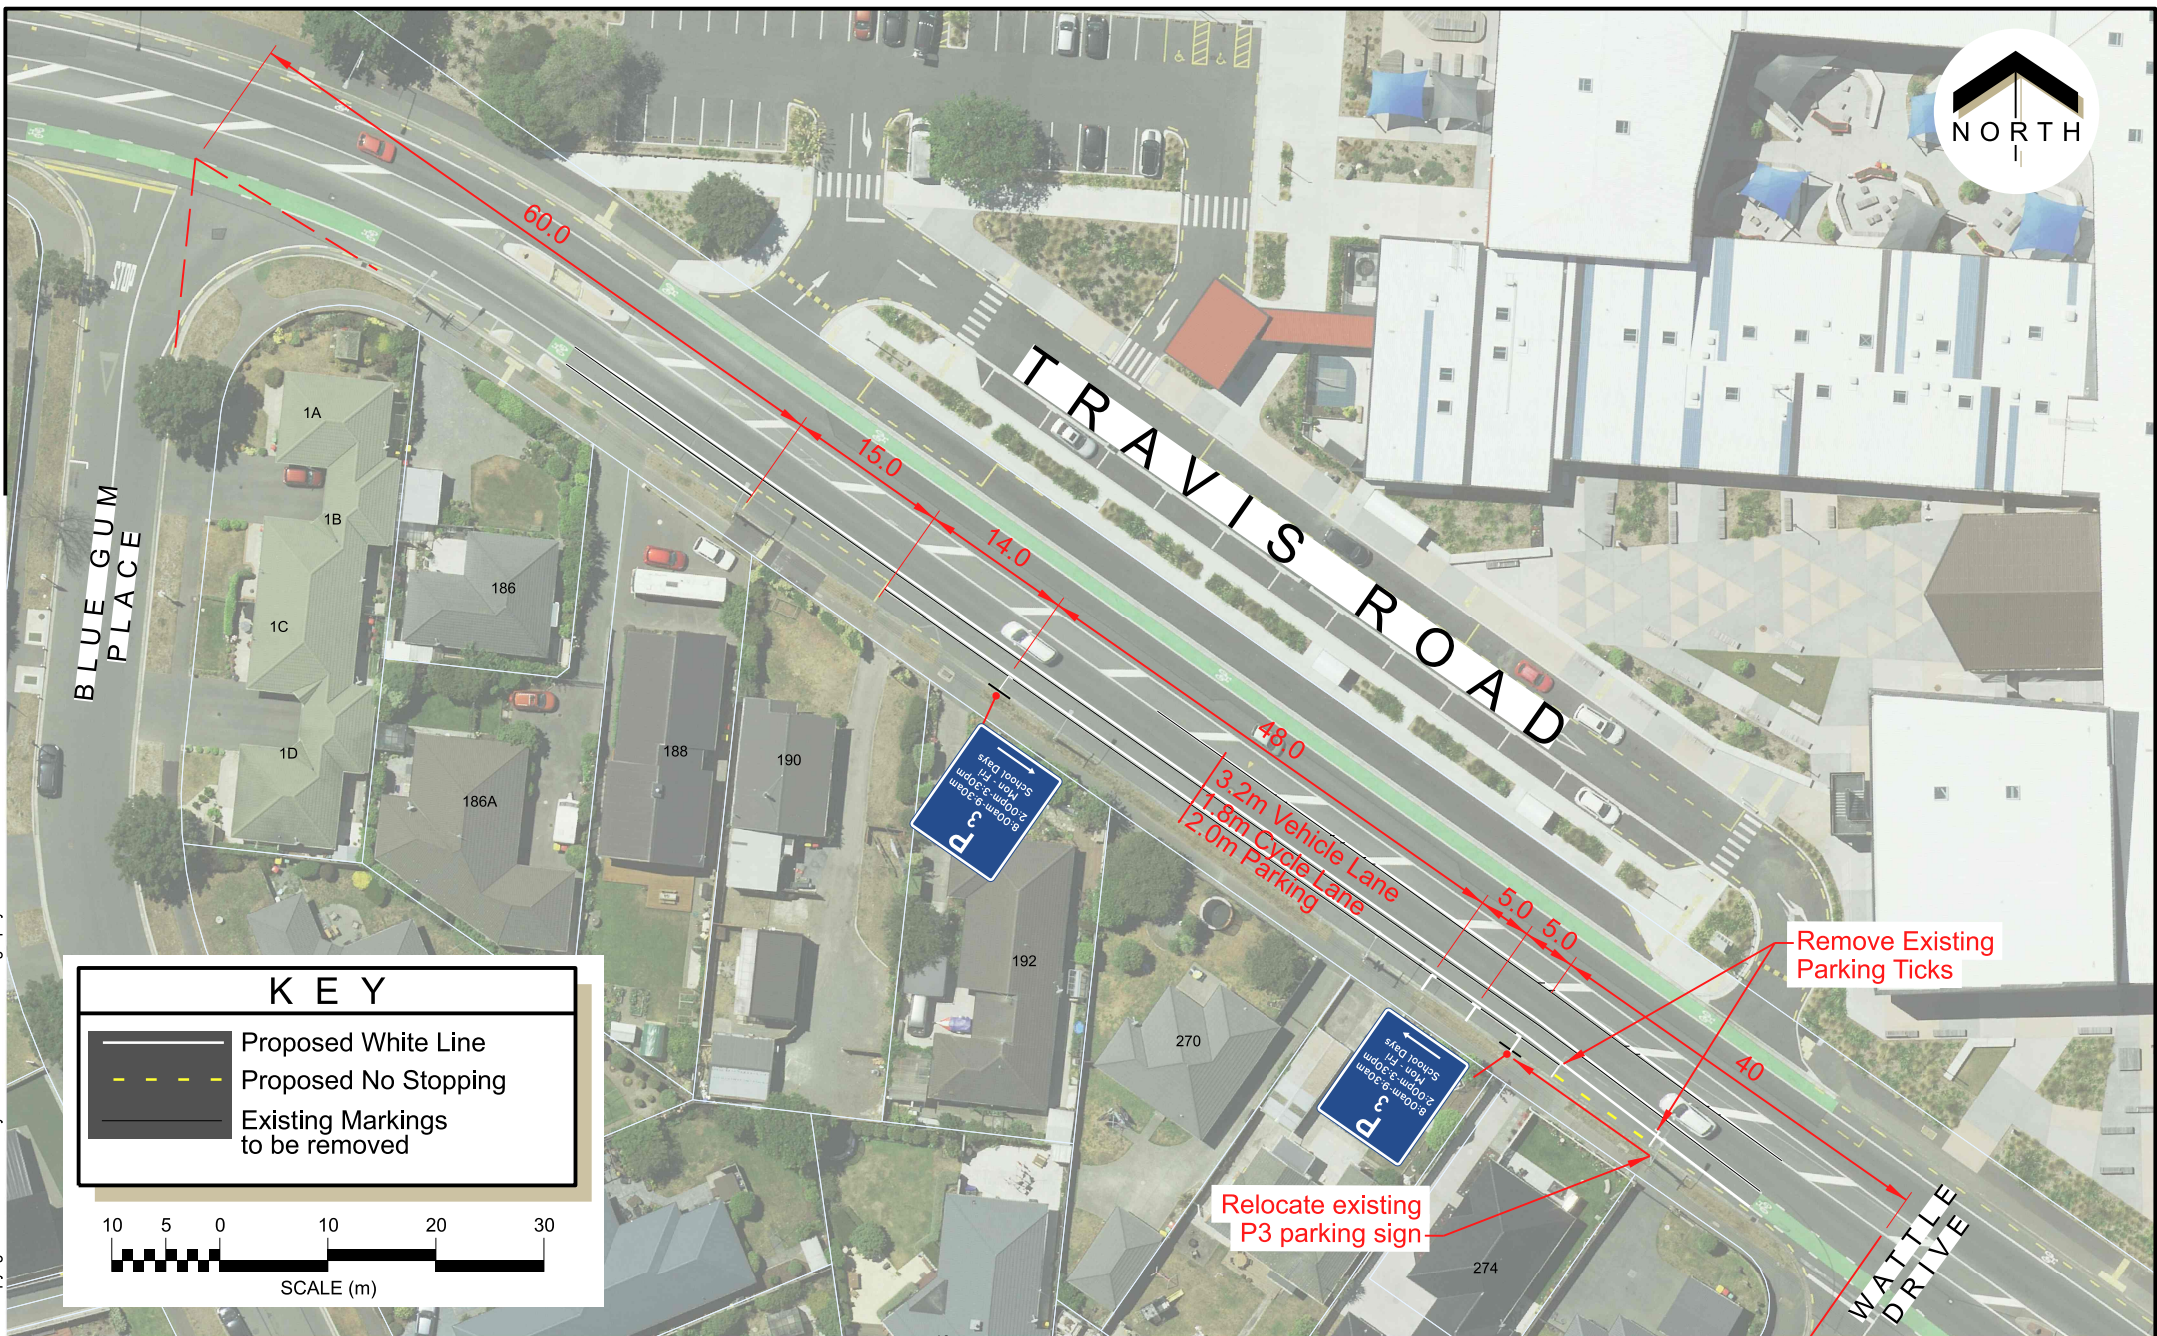 NORTH
60.0
15.0
14.0
48.0
5.0
5.0
40
TRAVIS ROAD
STOP
BLUE GUM
PLACE
1A
1B
1C
1D
186
186A
188
190
192
270
274
3.2m Vehicle Lane
1.8m Cycle Lane
2.0m Parking
P
3
8:00am-9:30am
2:00pm-3:30pm
Mon - Fri
School Days
P
3
8:00am-9:30am
2:00pm-3:30pm
Mon - Fri
School Days
Remove Existing
Parking Ticks
Relocate existing
P3 parking sign
WATTLE
DRIVE
KEY
Proposed White Line
Proposed No Stopping
Existing Markings
to be removed
10 5 0 10 20 30
SCALE (m)